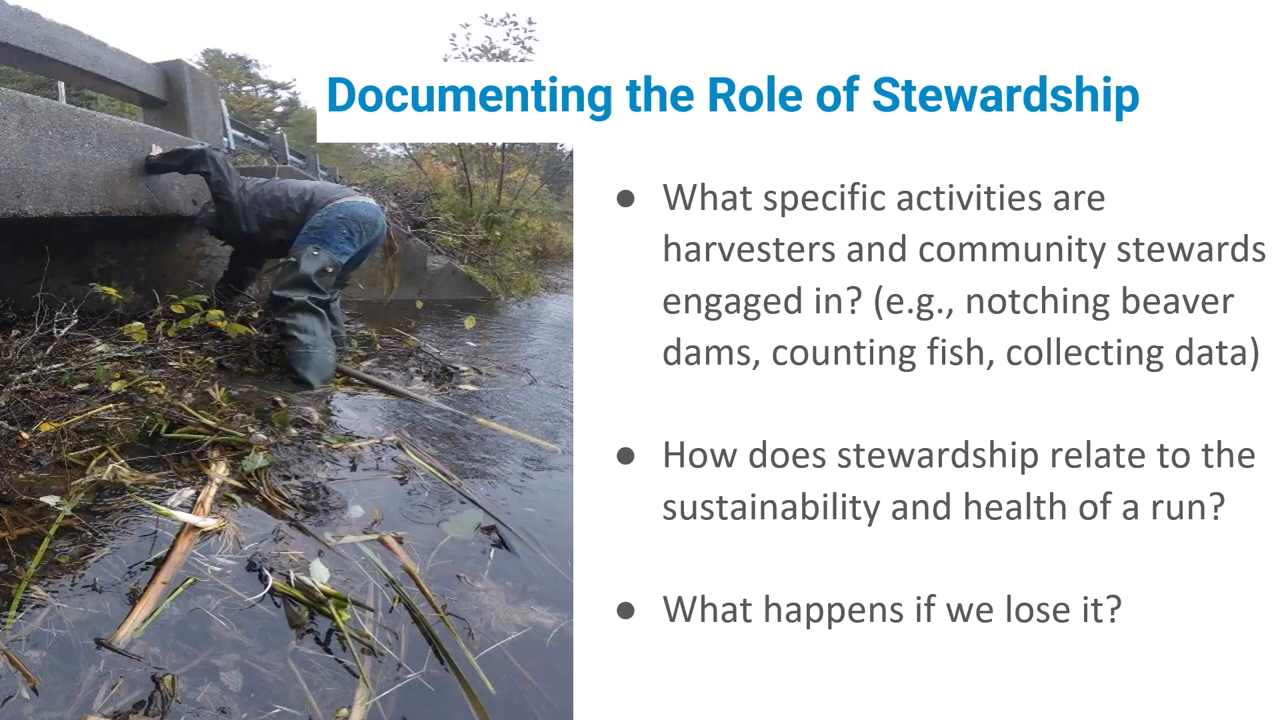 Documenting the Role of Stewardship
● What specific activities are
harvesters and community stewards
engaged in? (e.g., notching beaver
dams, counting fish, collecting data)
● How does stewardship relate to the
sustainability and health of a run?
● What happens if we lose it?